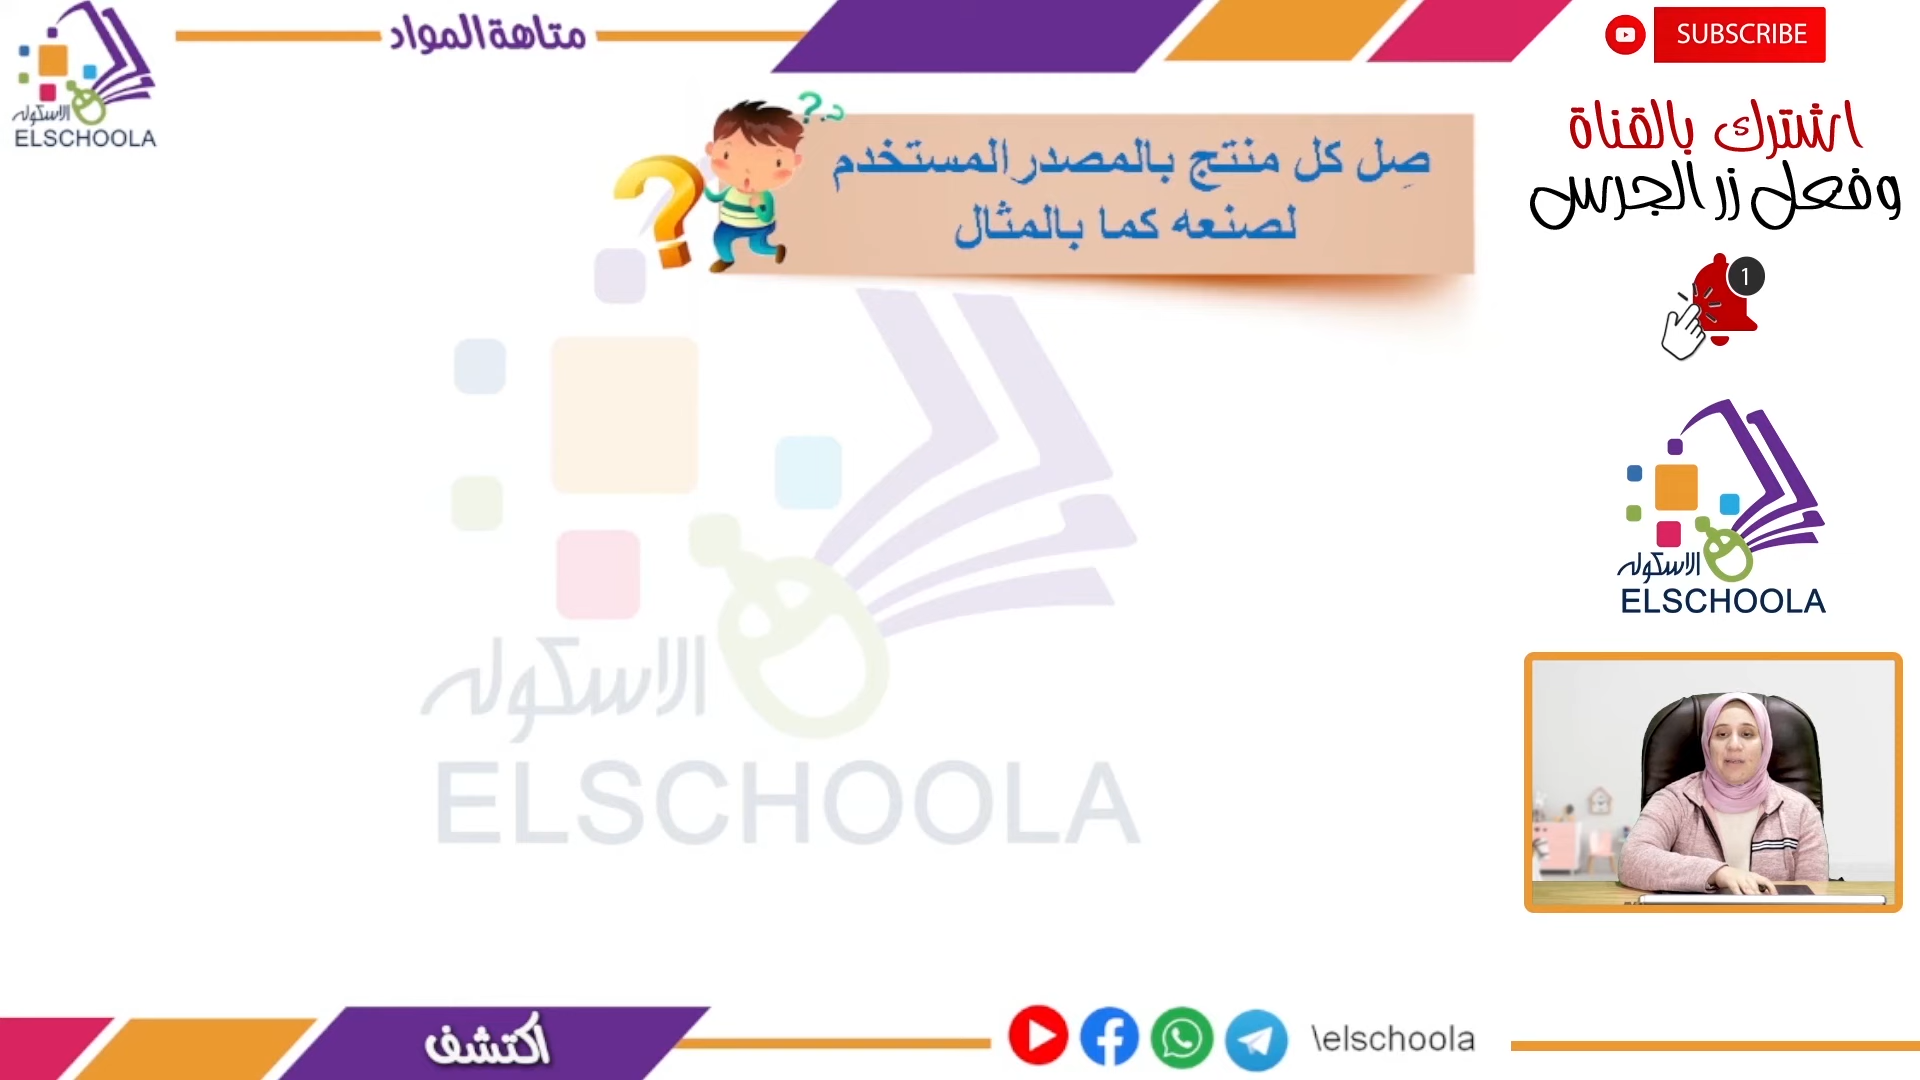 الاسكوله
ELSCHOOLA
متاهة المواد
SUBSCRIBE
صِل كل منتج بالمصدر المستخدم
لصنعه كما بالمثال
اشترك بالقناة
وفعل زر الجرس
1
الاسكوله
ELSCHOOLA
الاسكوله
ELSCHOOLA
اكتشف
\elschoola